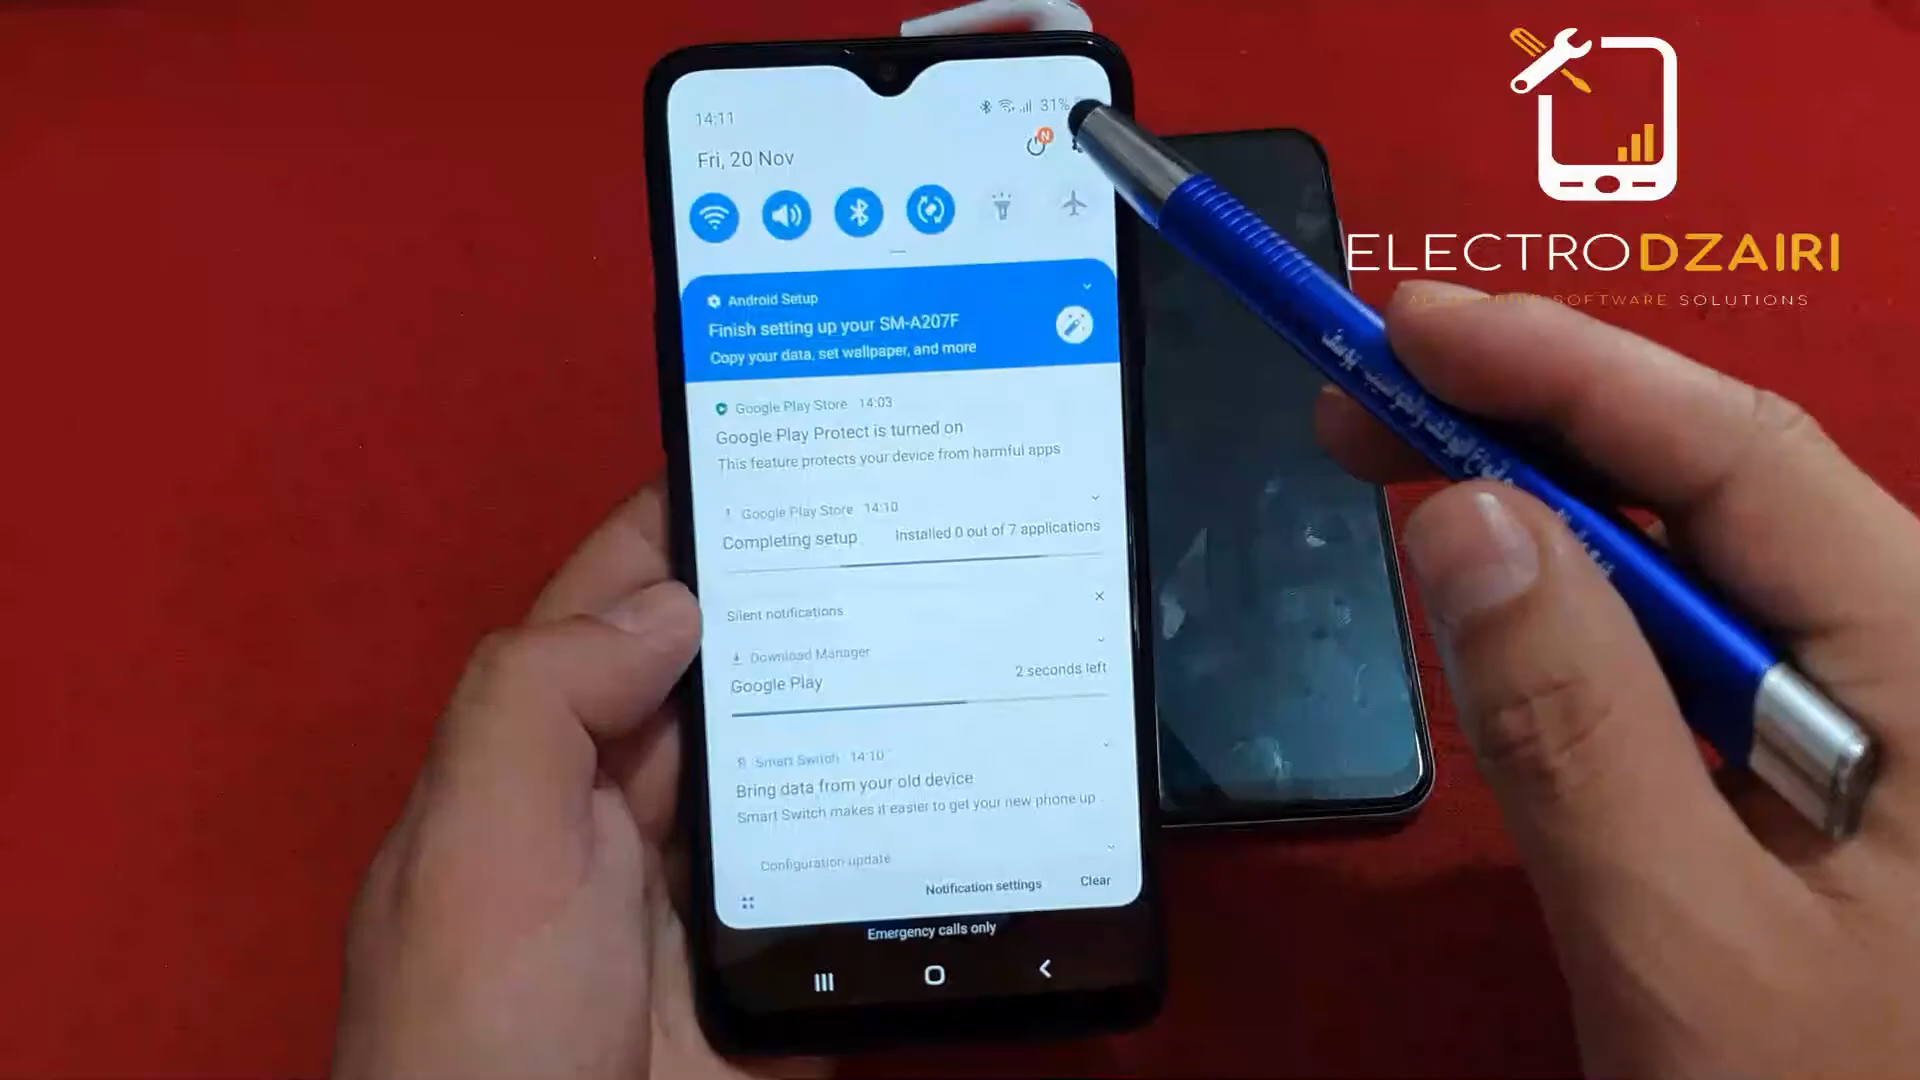 14:11
31%
Fri, 20 Nov
N
Android Setup
Finish setting up your SM-A207F
Copy your data, set wallpaper, and more
Google Play Store 14:03
Google Play Protect is turned on
This feature protects your device from harmful apps
Google Play Store 14:10
Completing setup
Installed 0 out of 7 applications
Silent notifications
Download Manager
Google Play
2 seconds left
Smart Switch 14:10
Bring data from your old device
Smart Switch makes it easier to get your new phone up
Configuration update
Notification settings
Clear
Emergency calls only
ELECTRODZAIRI
SOFTWARE SOLUTIONS